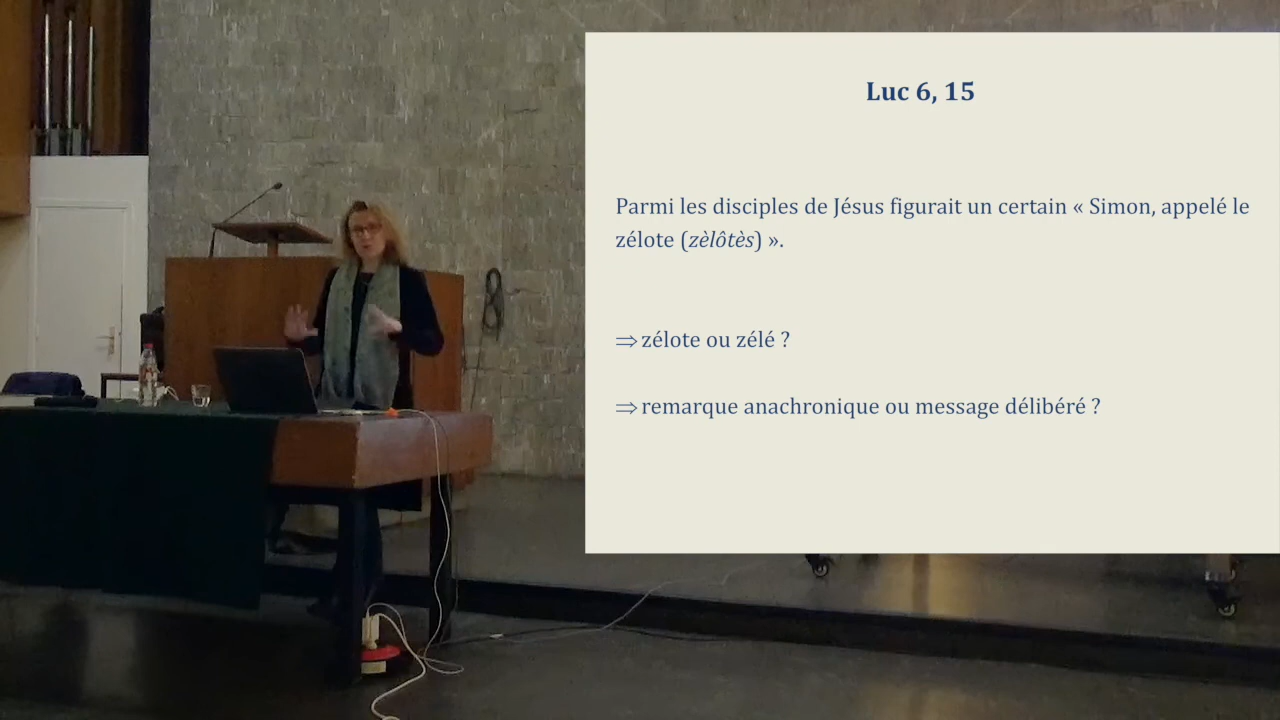 Luc 6, 15
Parmi les disciples de Jésus figurait un certain « Simon, appelé le
zélote (zèlôtès) ».
⇒ zélote ou zélé ?
⇒ remarque anachronique ou message délibéré ?